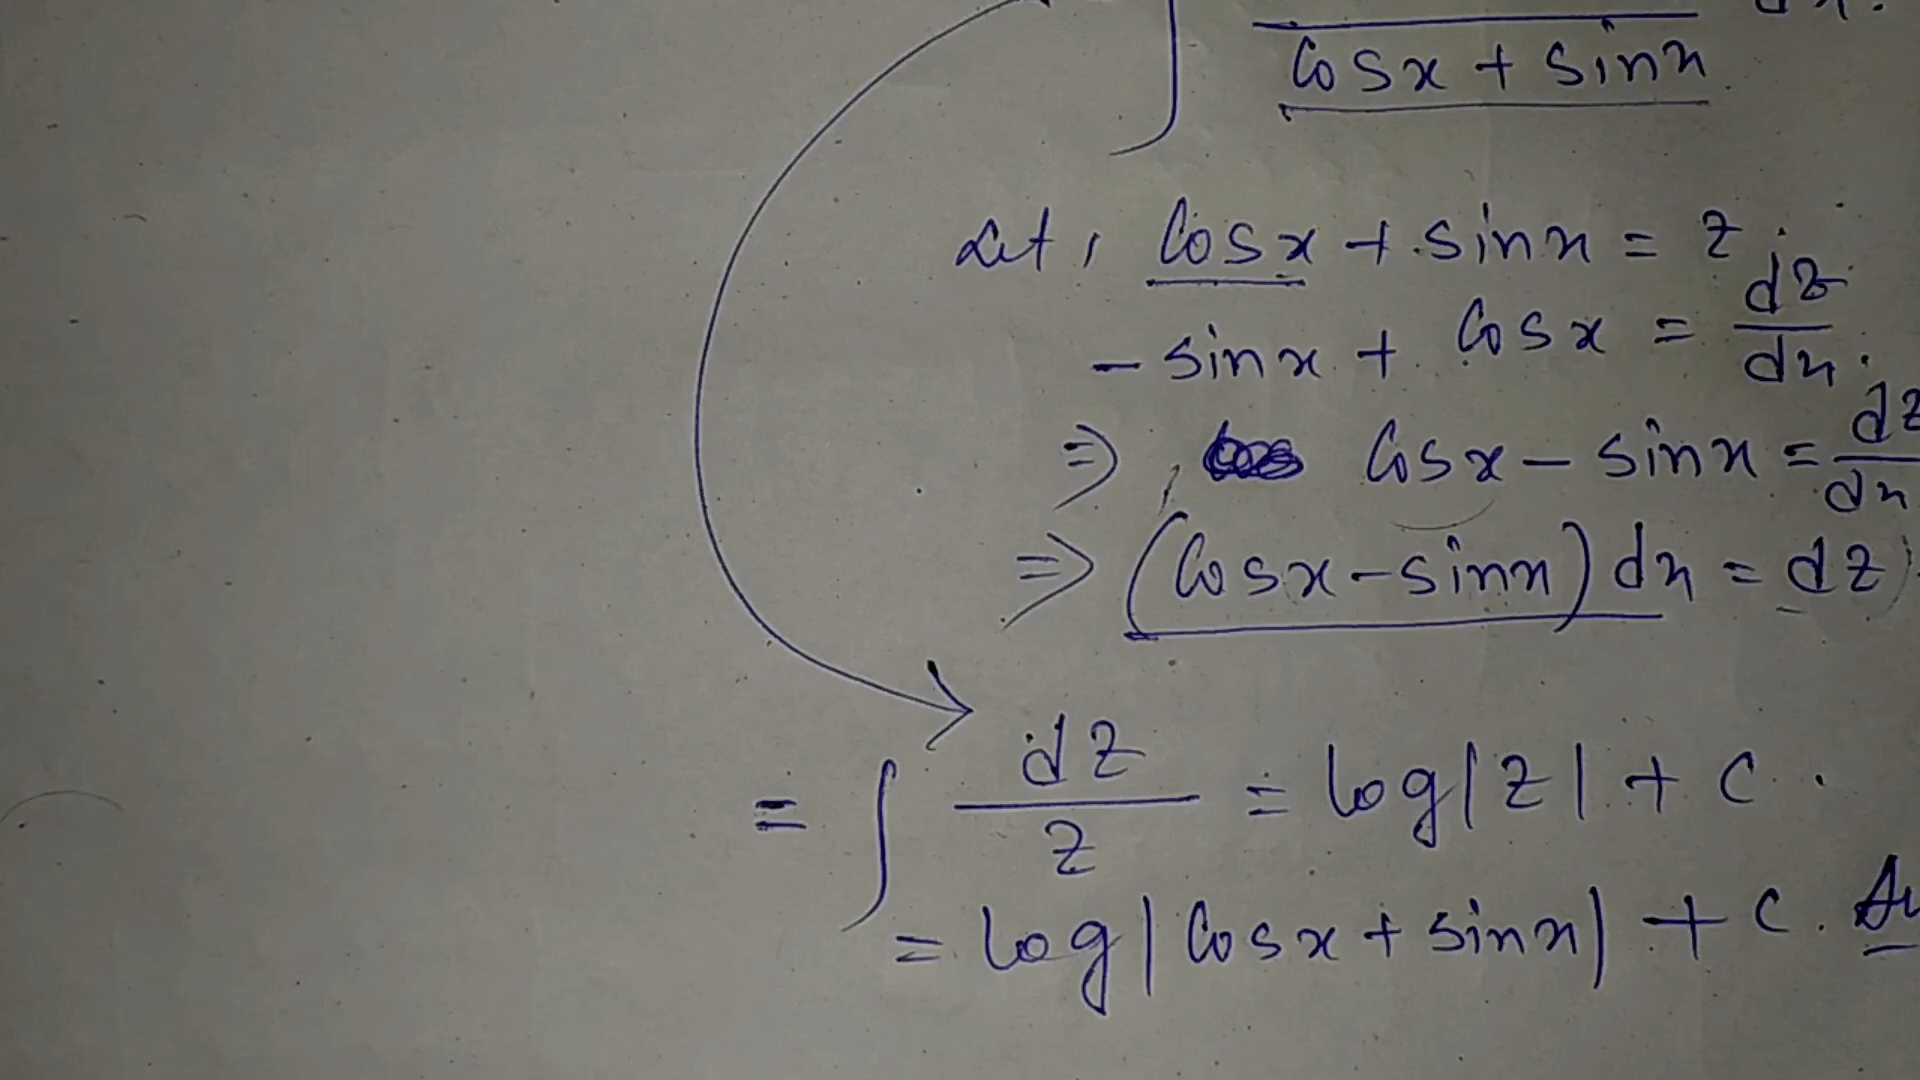 ∫ ――― dx.
cosx + sinx
Let, cosx + sinx = z.
- sinx + cosx = dz/dx.
⇒ cosx - sinx = dz/dx
⇒ (cosx - sinx) dx = dz
= ∫ dz/z = log|z| + c.
= log|cosx + sinx| + c.